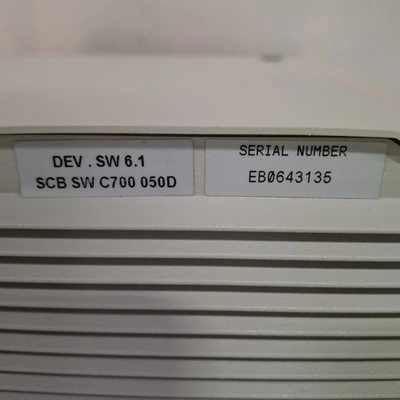 DEV . SW 6.1
SCB SW C700 050D
SERIAL NUMBER
EB0643135